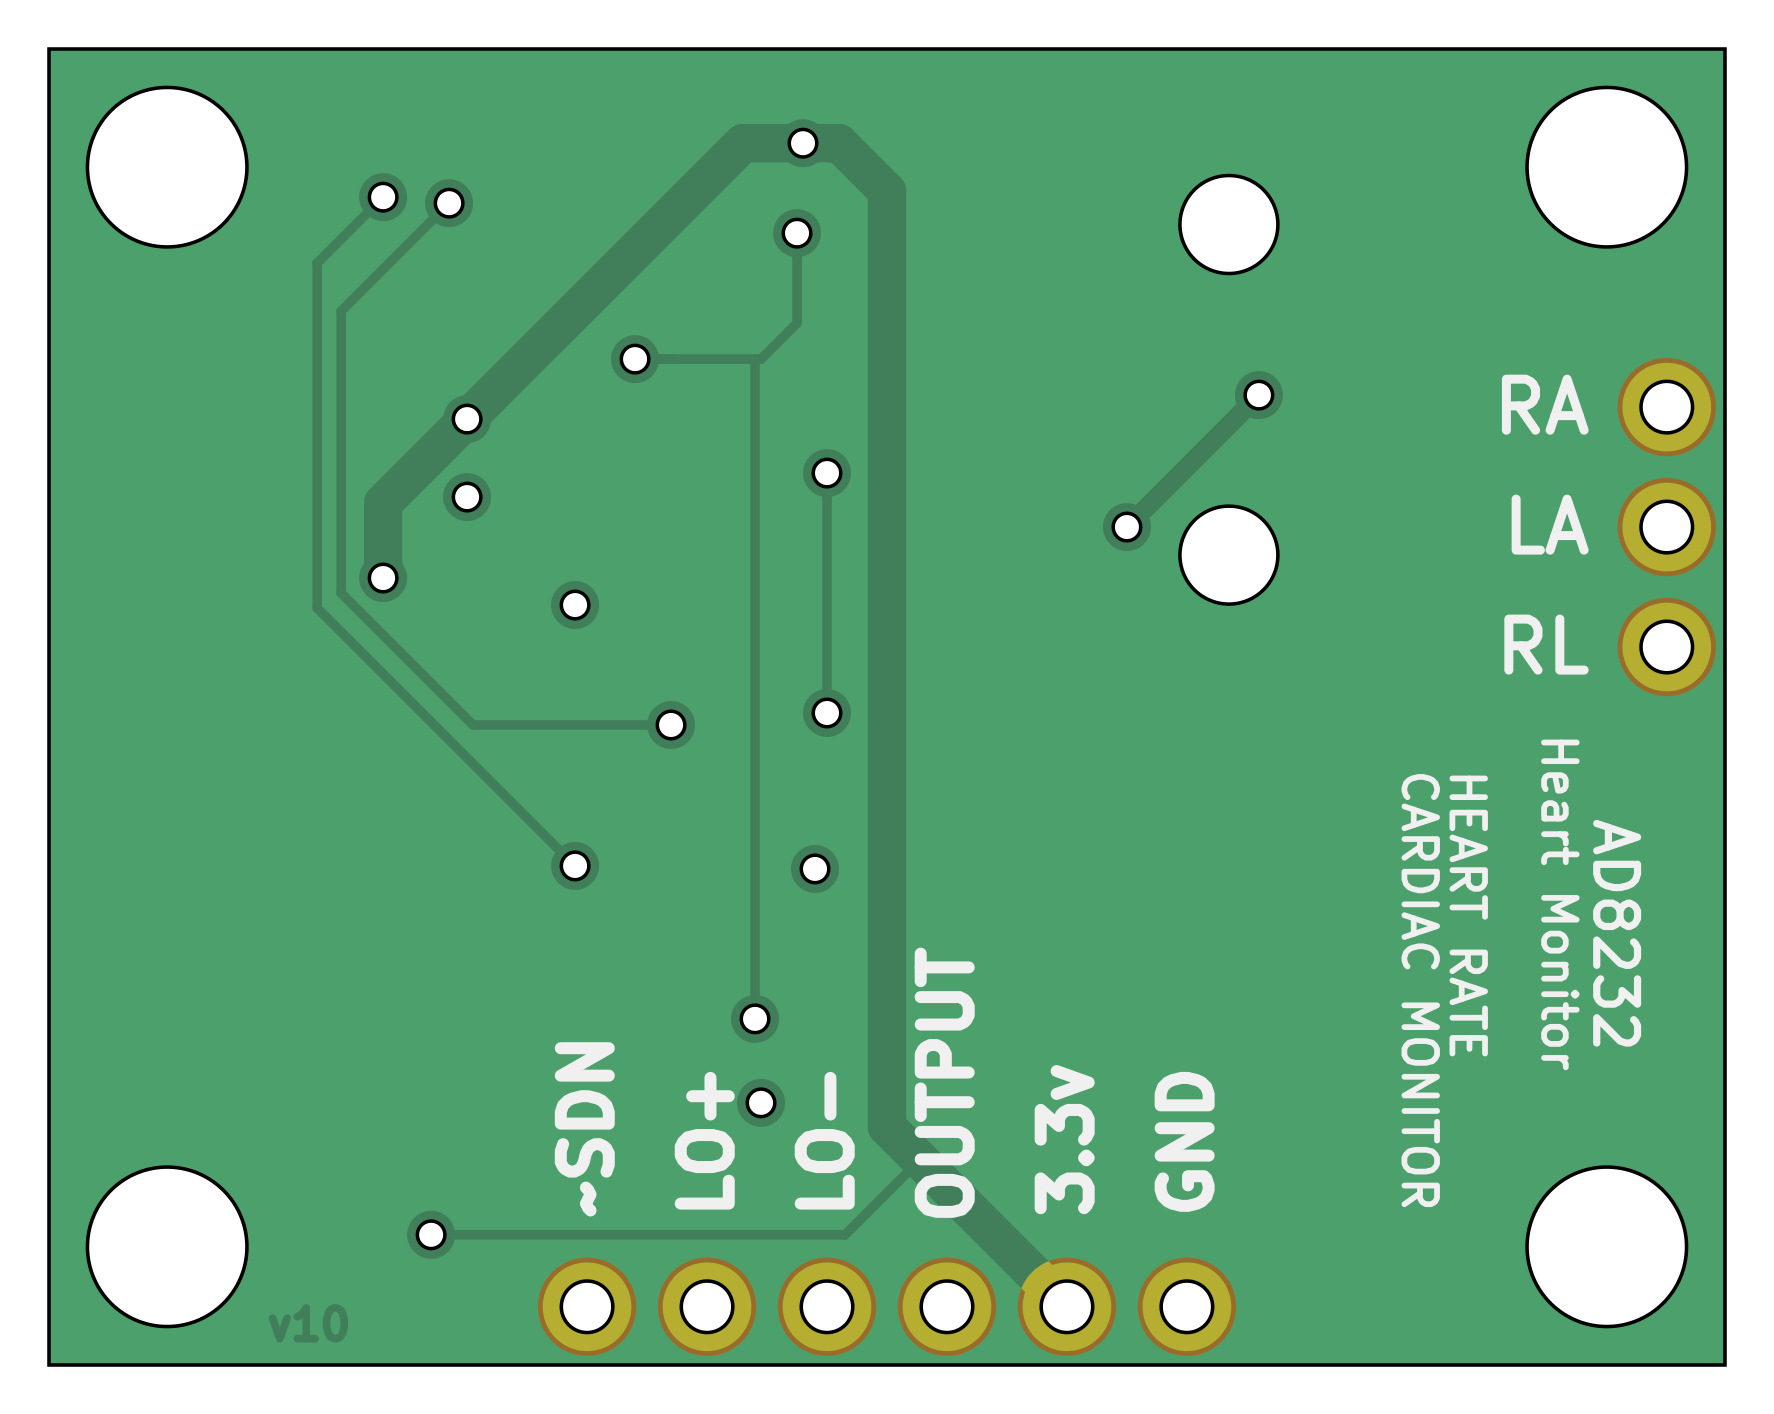 RA
LA
RL
AD8232
Heart Monitor
HEART RATE
CARDIAC MONITOR
~SDN
LO+
LO-
OUTPUT
3.3v
GND
v10